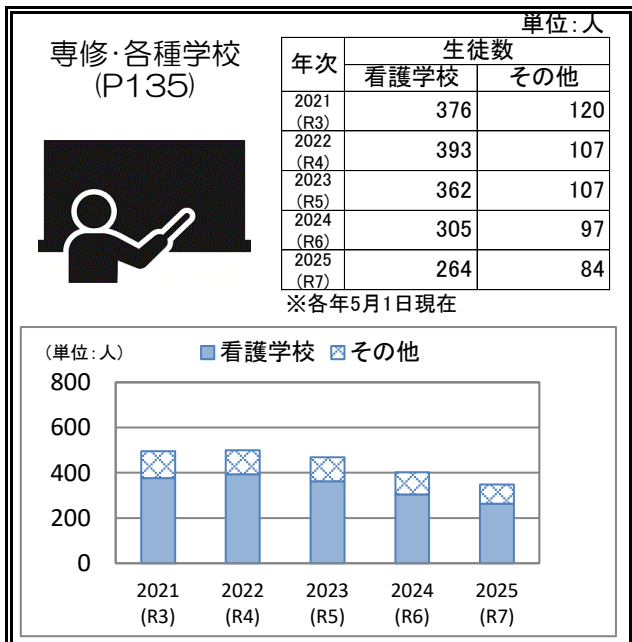 単位：人
専修・各種学校
(P135)
年次 生徒数
看護学校 その他
2021
(R3) 376 120
2022
(R4) 393 107
2023
(R5) 362 107
2024
(R6) 305 97
2025
(R7) 264 84
※各年5月1日現在
（単位：人） 看護学校 その他
800
600
400
200
0
2021 2022 2023 2024 2025
(R3) (R4) (R5) (R6) (R7)